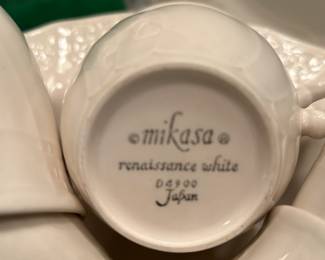 © mikasa ®
renaissance white
D4900
Japan